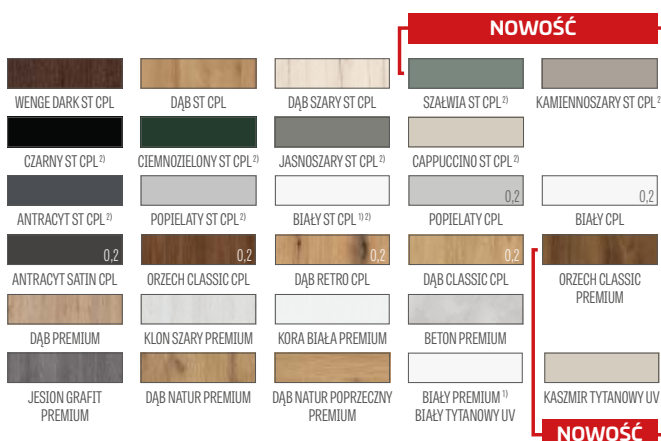 NOWOŚĆ
WENGE DARK ST CPL
DĄB ST CPL
DĄB SZARY ST CPL
SZAŁWIA ST CPL 2)
KAMIENNOSZARY ST CPL 2
CZARNY ST CPL 2)
CIEMNOZIELONY ST CPL 2)
JASNOSZARY ST CPL 2)
CAPPUCCINO ST CPL 2)
0,2
0,2
ANTRACYT ST CPL 2)
POPIELATY ST CPL 2)
BIAŁY ST CPL 1) 2)
POPIELATY CPL
BIAŁY CPL
0,2
0,2
0,2
0,2
ANTRACYT SATIN CPL
ORZECH CLASSIC CPL
DĄB RETRO CPL
DĄB CLASSIC CPL
ORZECH CLASSIC
PREMIUM
DĄB PREMIUM
KLON SZARY PREMIUM
KORA BIAŁA PREMIUM
BETON PREMIUM
JESION GRAFIT
PREMIUM
DĄB NATUR PREMIUM
DĄB NATUR POPRZECZNY
PREMIUM
BIAŁY PREMIUM 1)
BIAŁY TYTANOWY UV
KASZMIR TYTANOWY UV
NOWOŚĆ